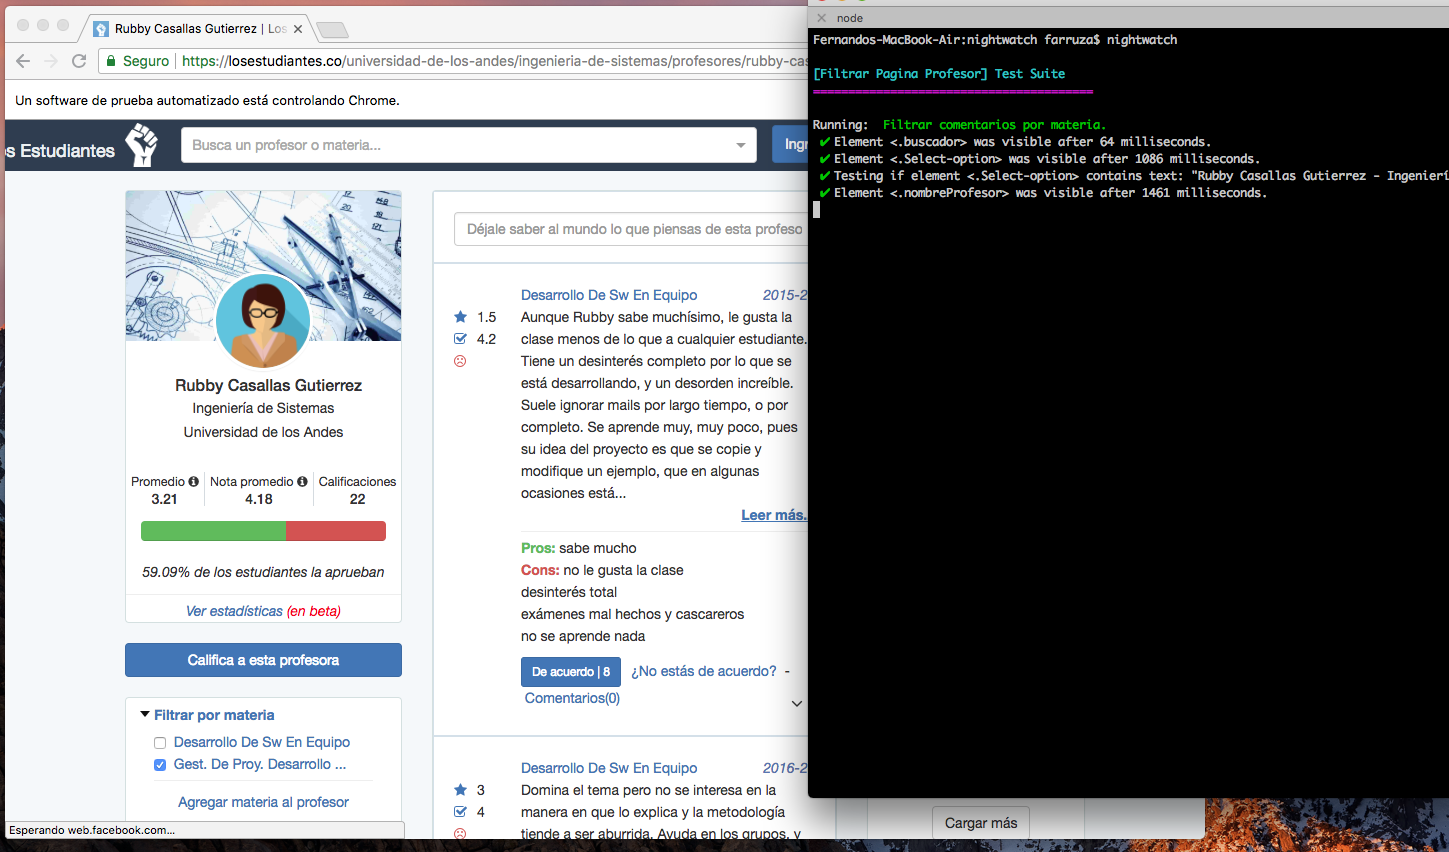 Rubby Casallas Gutierrez | Los
Seguro
https://losestudiantes.co/universidad-de-los-andes/ingenieria-de-sistemas/profesores/rubby-cas
Un software de prueba automatizado está controlando Chrome.
os Estudiantes
Busca un profesor o materia...
Ingr
Rubby Casallas Gutierrez
Ingeniería de Sistemas
Universidad de los Andes
Promedio Nota promedio Calificaciones
3.21 4.18 22
59.09% de los estudiantes la aprueban
Ver estadísticas (en beta)
Califica a esta profesora
Filtrar por materia
Desarrollo De Sw En Equipo
Gest. De Proy. Desarrollo ...
Agregar materia al profesor
Esperando web.facebook.com...
Déjale saber al mundo lo que piensas de esta profeso
Desarrollo De Sw En Equipo 2015-2
1.5
4.2
Aunque Rubby sabe muchísimo, le gusta la
clase menos de lo que a cualquier estudiante.
Tiene un desinterés completo por lo que se
está desarrollando, y un desorden increíble.
Suele ignorar mails por largo tiempo, o por
completo. Se aprende muy, muy poco, pues
su idea del proyecto es que se copie y
modifique un ejemplo, que en algunas
ocasiones está...
Leer más.
Pros: sabe mucho
Cons: no le gusta la clase
desinterés total
exámenes mal hechos y cascareros
no se aprende nada
De acuerdo | 8 ¿No estás de acuerdo? -
Comentarios(0)
Desarrollo De Sw En Equipo 2016-2
3
4
Domina el tema pero no se interesa en la
manera en que lo explica y la metodología
tiende a ser aburrida. Ayuda en los grupos, y
Cargar más
node
Fernandos-MacBook-Air:nightwatch farruza$ nightwatch
[Filtrar Pagina Profesor] Test Suite
======================================
Running:  Filtrar comentarios por materia.
✔ Element <.buscador> was visible after 64 milliseconds.
✔ Element <.Select-option> was visible after 1086 milliseconds.
✔ Testing if element <.Select-option> contains text: "Rubby Casallas Gutierrez - Ingenierí
✔ Element <.nombreProfesor> was visible after 1461 milliseconds.